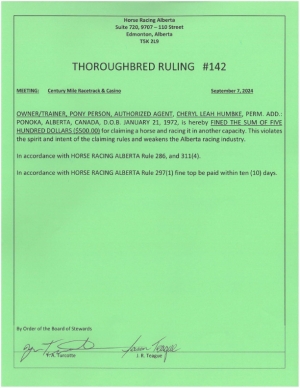 Horse Racing Alberta
Suite 720, 9707 – 110 Street
Edmonton, Alberta
T5K 2L9
THOROUGHBRED RULING #142
MEETING: Century Mile Racetrack & Casino September 7, 2024
OWNER/TRAINER, PONY PERSON, AUTHORIZED AGENT, CHERYL LEAH HUMBKE, PERM. ADD.:
PONOKA, ALBERTA, CANADA, D.O.B. JANUARY 21, 1972, is hereby FINED THE SUM OF FIVE
HUNDRED DOLLARS ($500.00) for claiming a horse and racing it in another capacity. This violates
the spirit and intent of the claiming rules and weakens the Alberta racing industry.
In accordance with HORSE RACING ALBERTA Rule 286, and 311(4).
In accordance with HORSE RACING ALBERTA Rule 297(1) fine top be paid within ten (10) days.
By Order of the Board of Stewards
J. B. Teague